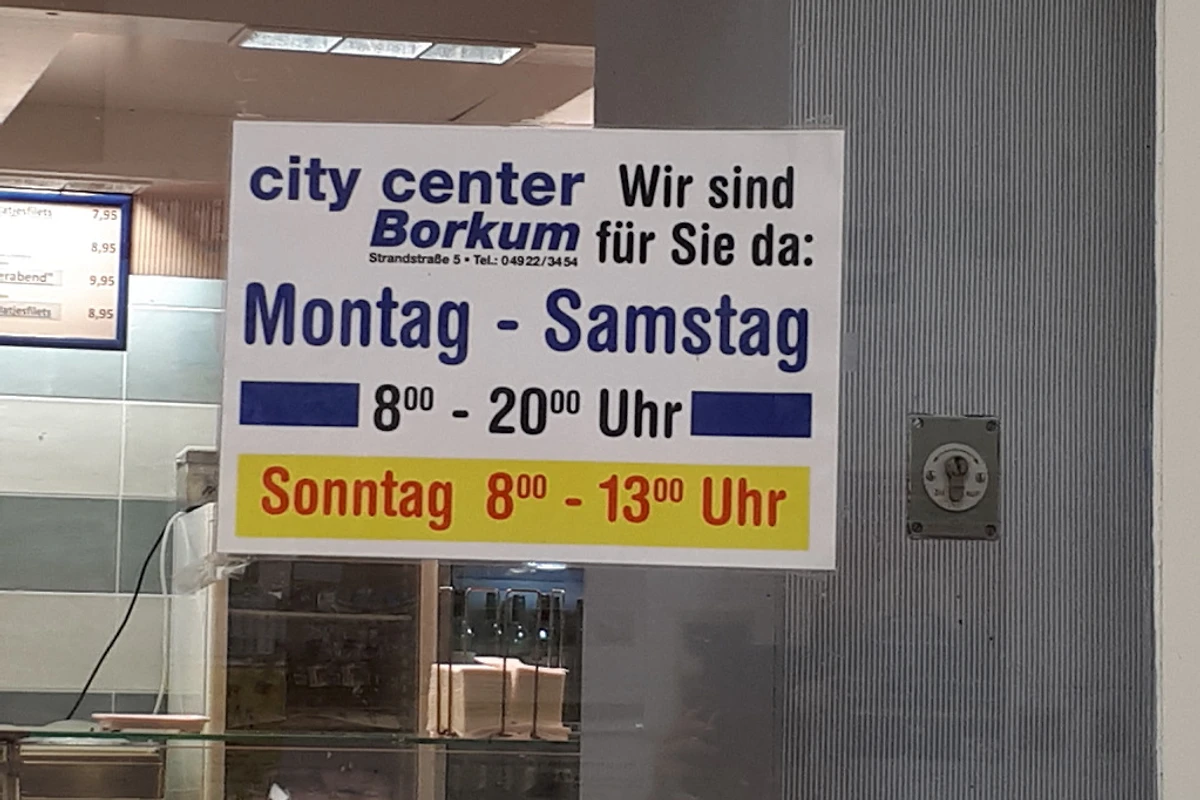 city center
Borkum
Strandstraße 5 • Tel.: 04922/3454
Wir sind
für Sie da:
Montag - Samstag
8⁰⁰ - 20⁰⁰ Uhr
Sonntag 8⁰⁰ - 13⁰⁰ Uhr
7,95
8,95
9,95
8,95